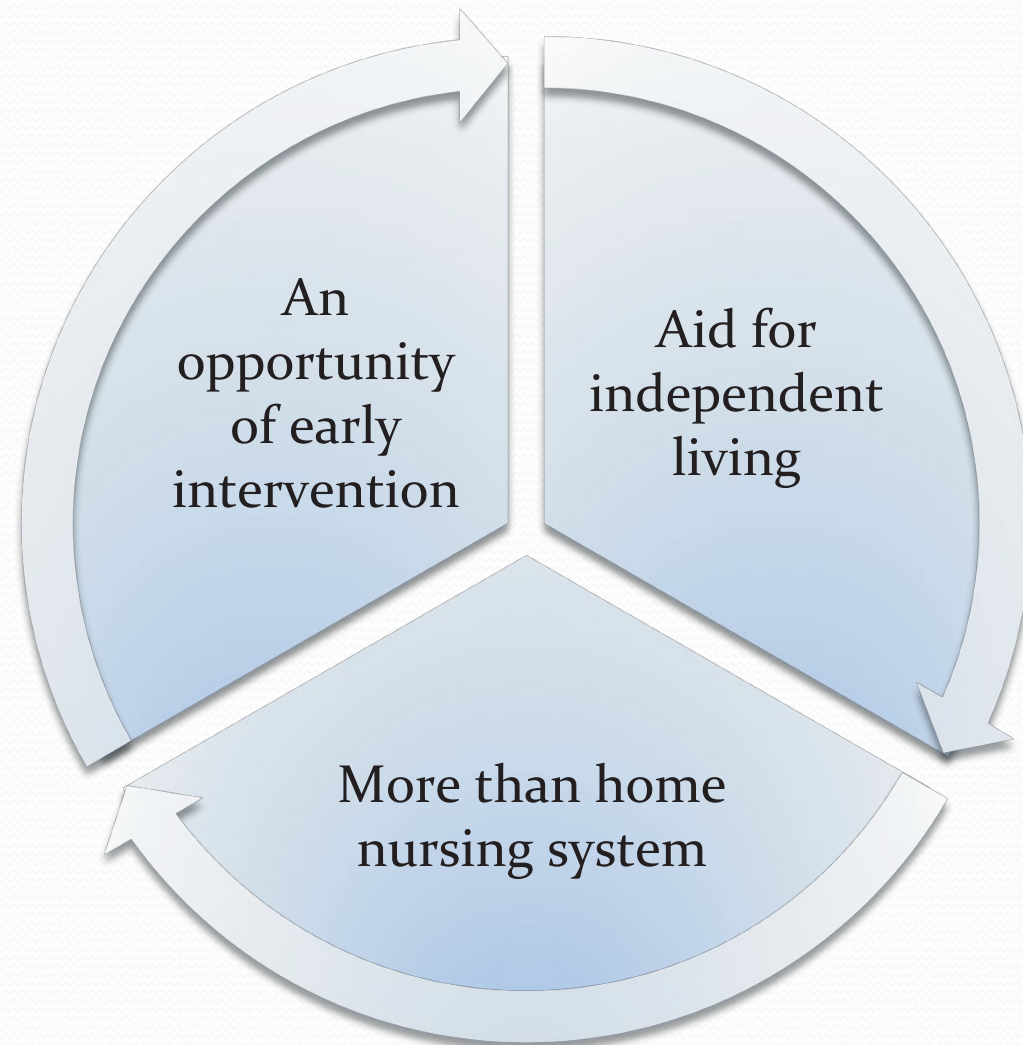 An
opportunity
of early
intervention
Aid for
independent
living
More than home
nursing system